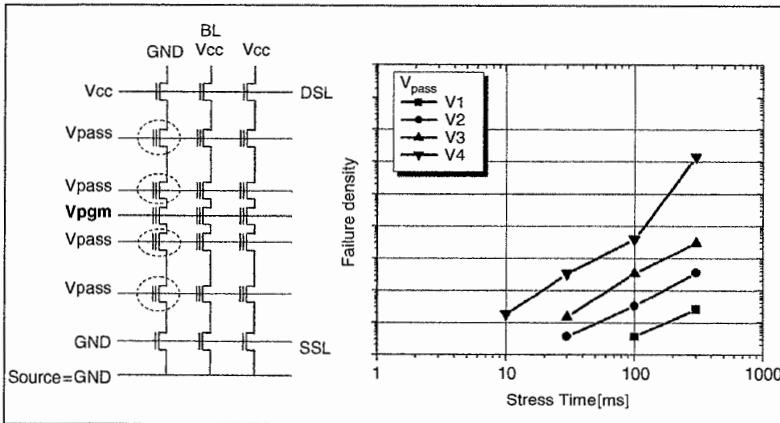 BL
GND Vcc Vcc
Vcc DSL
Vpass
Vpass
Vpgm
Vpass
Vpass
GND SSL
Source=GND
Vpass
V1
V2
V3
V4
Failure density
1 10 100 1000
Stress Time[ms]